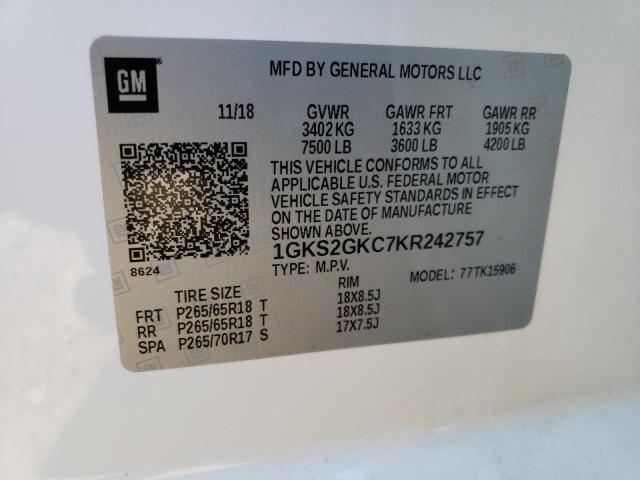 GM
MFD BY GENERAL MOTORS LLC
11/18 GVWR GAWR FRT GAWR RR
3402 KG 1633 KG 1905 KG
7500 LB 3600 LB 4200 LB
THIS VEHICLE CONFORMS TO ALL
APPLICABLE U.S. FEDERAL MOTOR
VEHICLE SAFETY STANDARDS IN EFFECT
ON THE DATE OF MANUFACTURE
SHOWN ABOVE.
1GKS2GKC7KR242757
8624
TYPE: M.P.V. MODEL: 77TK15906
TIRE SIZE RIM
FRT P265/65R18 T 18X8.5J
RR P265/65R18 T 18X8.5J
SPA P265/70R17 S 17X7.5J